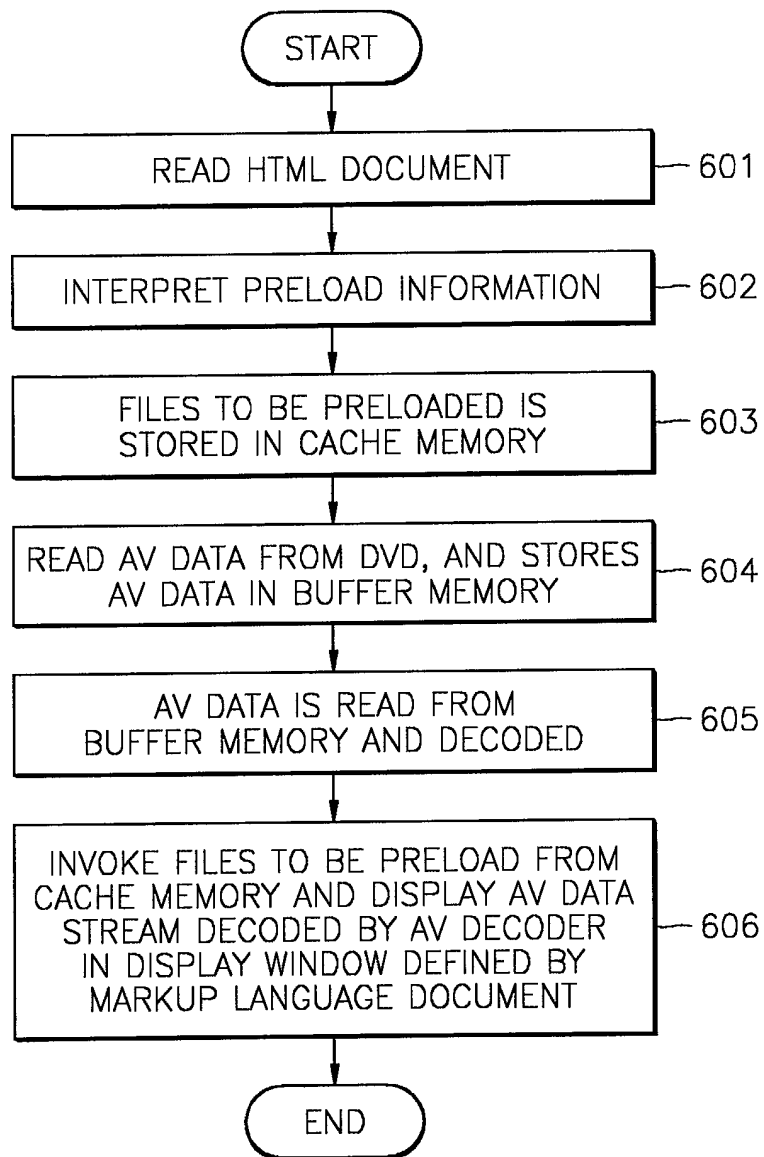 START
READ HTML DOCUMENT
601
INTERPRET PRELOAD INFORMATION
602
FILES TO BE PRELOADED IS
STORED IN CACHE MEMORY
603
READ AV DATA FROM DVD, AND STORES
AV DATA IN BUFFER MEMORY
604
AV DATA IS READ FROM
BUFFER MEMORY AND DECODED
605
INVOKE FILES TO BE PRELOAD FROM
CACHE MEMORY AND DISPLAY AV DATA
STREAM DECODED BY AV DECODER
IN DISPLAY WINDOW DEFINED BY
MARKUP LANGUAGE DOCUMENT
606
END